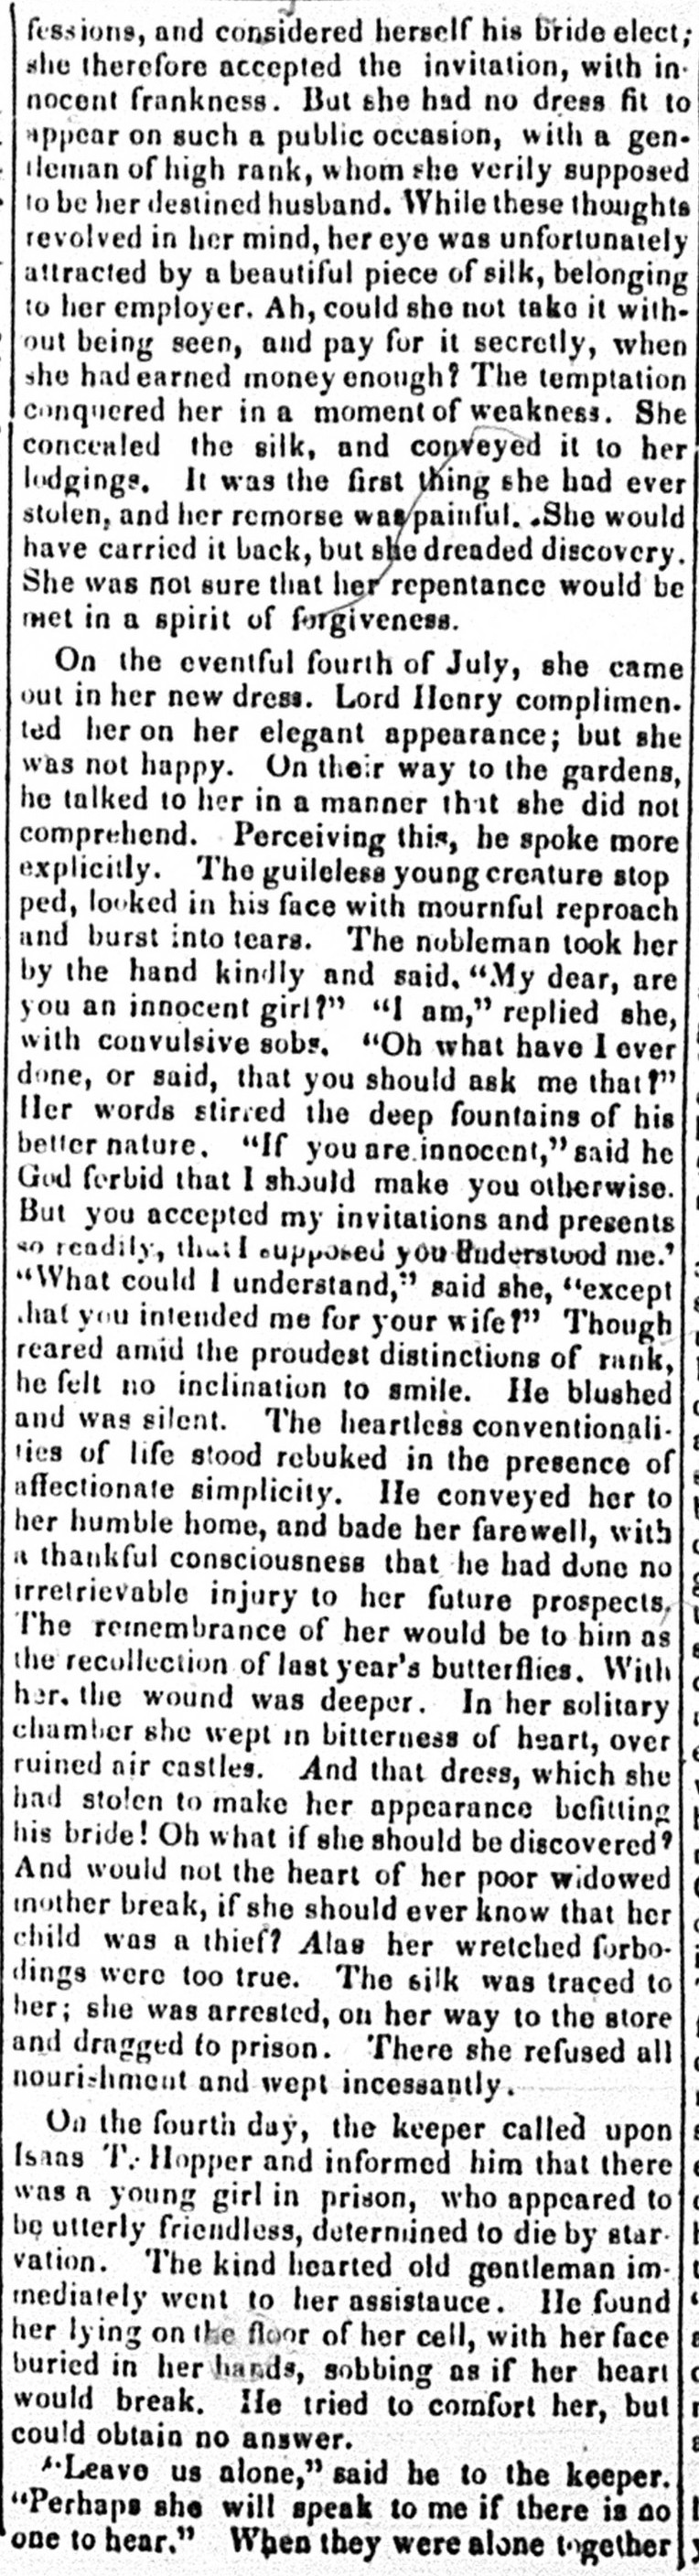 fessions, and considered herself his bride elect;
she therefore accepted the invitation, with in-
nocent frankness. But she had no dress fit to
appear on such a public occasion, with a gen-
tleman of high rank, whom she verily supposed
to be her destined husband. While these thoughts
revolved in her mind, her eye was unfortunately
attracted by a beautiful piece of silk, belonging
to her employer. Ah, could she not take it with-
out being seen, and pay for it secretly, when
she had earned money enough? The temptation
conquered her in a moment of weakness. She
concealed the silk, and conveyed it to her
lodgings. It was the first thing she had ever
stolen, and her remorse was painful. She would
have carried it back, but she dreaded discovery.
She was not sure that her repentance would be
met in a spirit of forgiveness.
On the eventful fourth of July, she came
out in her new dress. Lord Henry complimen-
ted her on her elegant appearance; but she
was not happy. On their way to the gardens,
he talked to her in a manner that she did not
comprehend. Perceiving this, he spoke more
explicitly. The guileless young creature stop
ped, looked in his face with mournful reproach
and burst into tears. The nobleman took her
by the hand kindly and said, "My dear, are
you an innocent girl?" "I am," replied she,
with convulsive sobs. "Oh what have I ever
done, or said, that you should ask me that?"
Her words stirred the deep fountains of his
better nature. "If you are innocent," said he
God forbid that I should make you otherwise.
But you accepted my invitations and presents
so readily, that I supposed you understood me.'
"What could I understand," said she, "except
that you intended me for your wife?" Though
reared amid the proudest distinctions of rank,
he felt no inclination to smile. He blushed
and was silent. The heartless conventionali-
ties of life stood rebuked in the presence of
affectionate simplicity. He conveyed her to
her humble home, and bade her farewell, with
a thankful consciousness that he had done no
irretrievable injury to her future prospects.
The remembrance of her would be to him as
the recollection of last year's butterflies. With
her, the wound was deeper. In her solitary
chamber she wept in bitterness of heart, over
ruined air castles. And that dress, which she
had stolen to make her appearance befitting
his bride! Oh what if she should be discovered?
And would not the heart of her poor widowed
mother break, if she should ever know that her
child was a thief? Alas her wretched forbo-
dings were too true. The silk was traced to
her; she was arrested, on her way to the store
and dragged to prison. There she refused all
nourishment and wept incessantly.
On the fourth day, the keeper called upon
Isaas T. Hopper and informed him that there
was a young girl in prison, who appeared to
be utterly friendless, determined to die by star-
vation. The kind hearted old gentleman im-
mediately went to her assistauce. He found
her lying on the floor of her cell, with her face
buried in her hands, sobbing as if her heart
would break. He tried to comfort her, but
could obtain no answer.
"Leave us alone," said he to the keeper.
"Perhaps she will speak to me if there is no
one to hear." When they were alone together